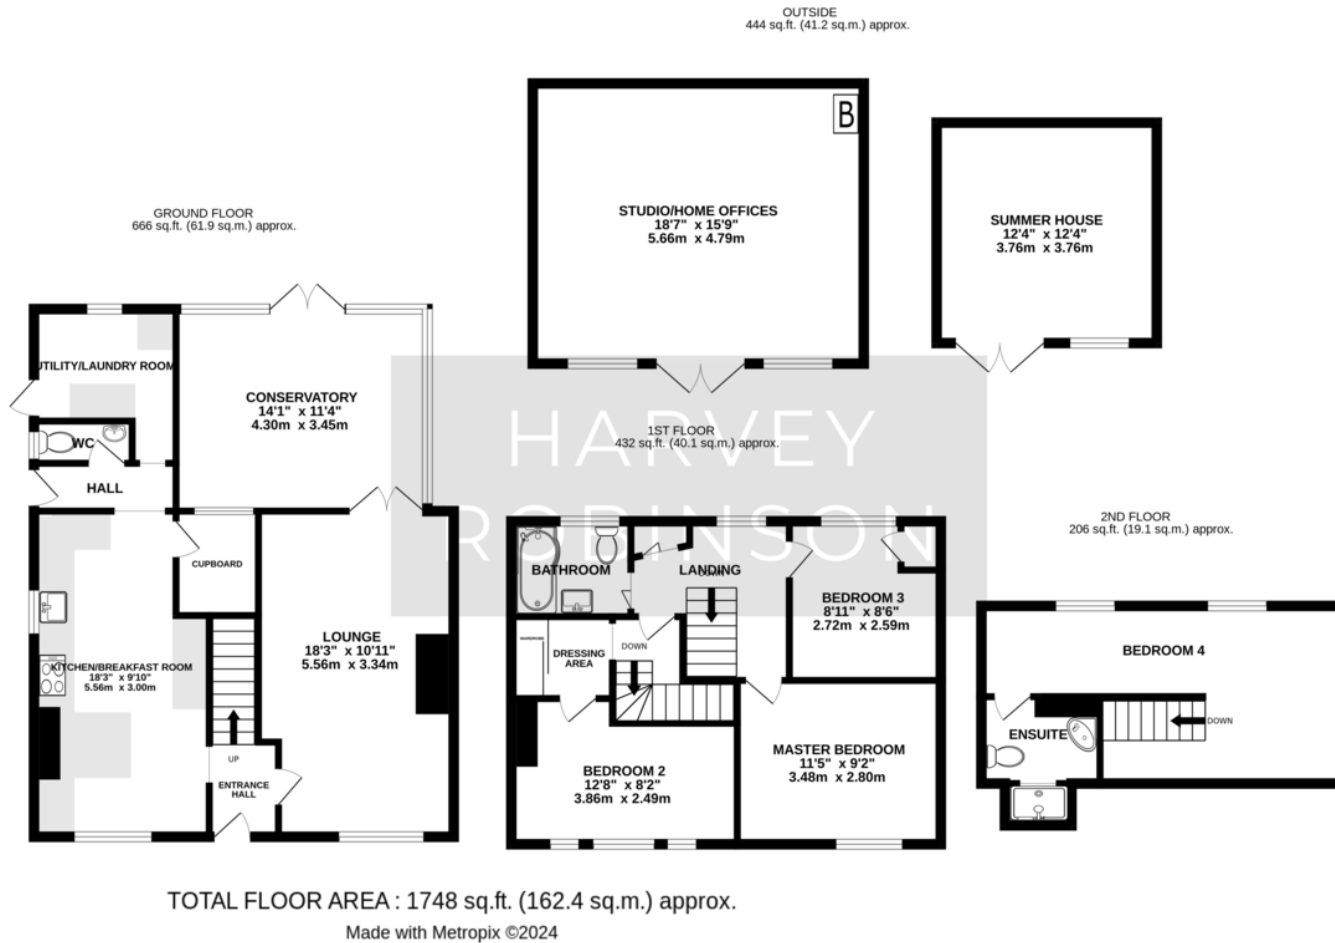 OUTSIDE
444 sq.ft. (41.2 sq.m.) approx.
B
STUDIO/HOME OFFICES
18'7" x 15'9"
5.66m x 4.79m
SUMMER HOUSE
12'4" x 12'4"
3.76m x 3.76m
GROUND FLOOR
666 sq.ft. (61.9 sq.m.) approx.
UTILITY/LAUNDRY ROOM
CONSERVATORY
14'1" x 11'4"
4.30m x 3.45m
WC
HALL
CUPBOARD
LOUNGE
18'3" x 10'11"
5.56m x 3.34m
KITCHEN/BREAKFAST ROOM
18'3" x 9'10"
5.56m x 3.00m
UP
ENTRANCE
HALL
HARVEY
ROBINSON
1ST FLOOR
432 sq.ft. (40.1 sq.m.) approx.
BATHROOM
LANDING
DOWN
BEDROOM 3
8'11" x 8'6"
2.72m x 2.59m
WARDROBE
DRESSING
AREA
DOWN
BEDROOM 2
12'8" x 8'2"
3.86m x 2.49m
MASTER BEDROOM
11'5" x 9'2"
3.48m x 2.80m
2ND FLOOR
206 sq.ft. (19.1 sq.m.) approx.
BEDROOM 4
ENSUITE
DOWN
TOTAL FLOOR AREA : 1748 sq.ft. (162.4 sq.m.) approx.
Made with Metropix ©2024